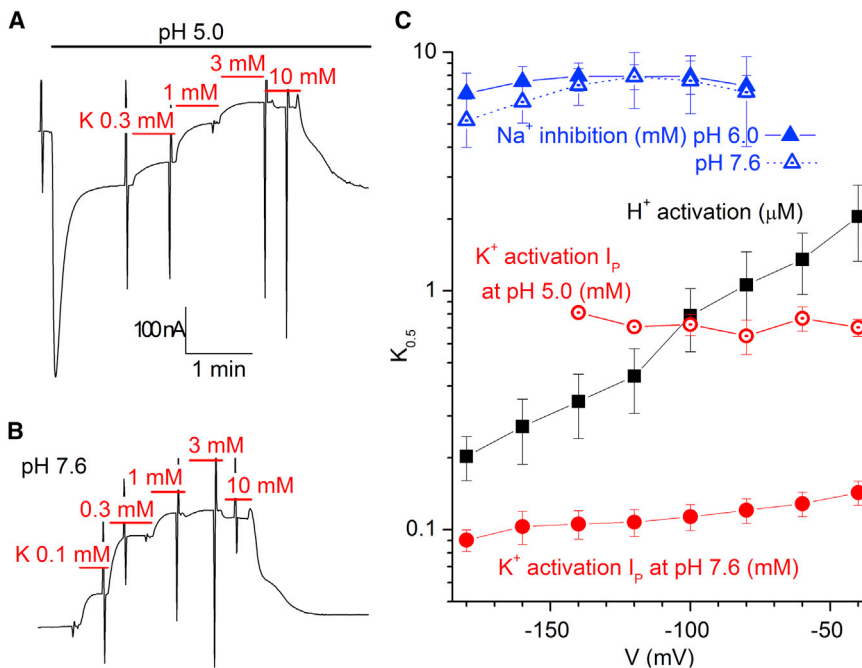 A
pH 5.0
3 mM
1 mM
10 mM
K 0.3 mM
100 nA
1 min
B
pH 7.6
3 mM
1 mM
10 mM
0.3 mM
K 0.1 mM
C
10
1
0.1
K0.5
Na+ inhibition (mM) pH 6.0
pH 7.6
H+ activation (μM)
K+ activation IP
at pH 5.0 (mM)
K+ activation IP at pH 7.6 (mM)
-150 -100 -50
V (mV)